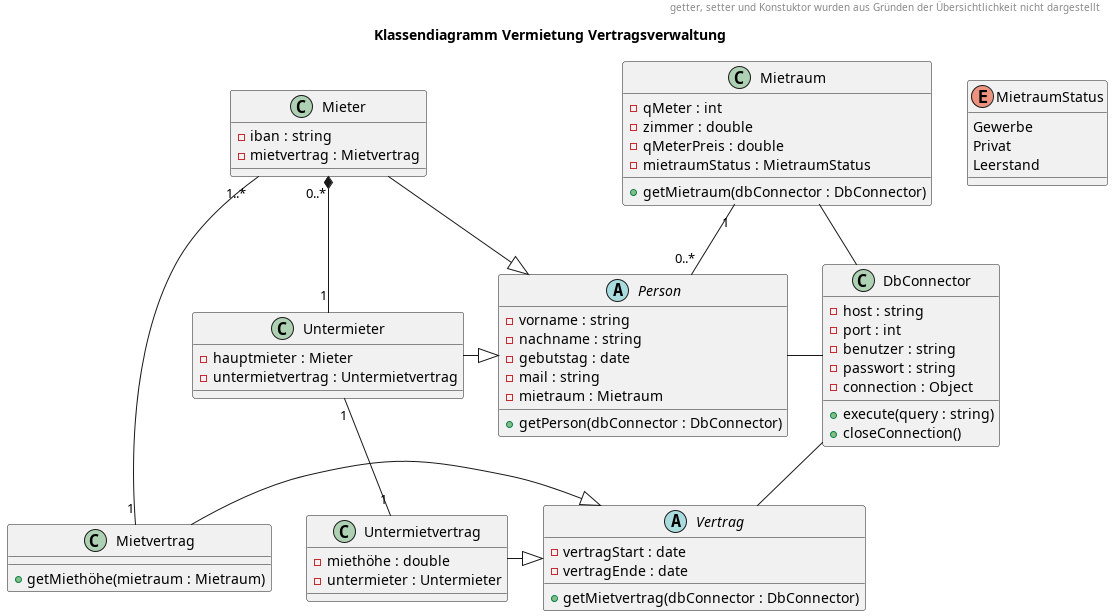 getter, setter und Konstuktor wurden aus Gründen der Übersichtlichkeit nicht dargestellt
Klassendiagramm Vermietung Vertragsverwaltung
C Mieter
iban : string
mietvertrag : Mietvertrag
C Mietraum
qMeter : int
zimmer : double
qMeterPreis : double
mietraumStatus : MietraumStatus
getMietraum(dbConnector : DbConnector)
E MietraumStatus
Gewerbe
Privat
Leerstand
1..*
0..*
1
1
0..*
C Untermieter
hauptmieter : Mieter
untermietvertrag : Untermietvertrag
A Person
vorname : string
nachname : string
gebutstag : date
mail : string
mietraum : Mietraum
getPerson(dbConnector : DbConnector)
C DbConnector
host : string
port : int
benutzer : string
passwort : string
connection : Object
execute(query : string)
closeConnection()
1
1
1
C Mietvertrag
getMiethöhe(mietraum : Mietraum)
C Untermietvertrag
miethöhe : double
untermieter : Untermieter
A Vertrag
vertragStart : date
vertragEnde : date
getMietvertrag(dbConnector : DbConnector)